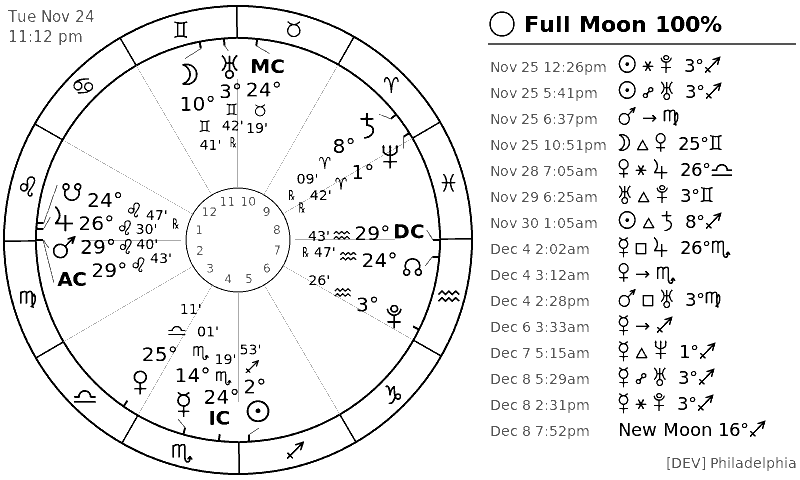 Tue Nov 24
11:12 pm
MC
☽ 10° ♊ 41'
♅ 3° ♊ 42' ℞
24° ♉ 19'
♄ 8° ♈ 09' ℞
♆ 1° ♈ 42' ℞
☋ 24° ♌ 47' ℞
♃ 26° ♌ 30'
♂ 29° ♌ 40'
AC 29° ♌ 43'
DC 29° ♒ 43'
☊ 24° ♒ 47' ℞
♇ 3° ♒ 26'
♀ 25° ♎ 11'
☿ 14° ♏ 01'
IC 24° ♏ 19'
☉ 2° ♐ 53'
♈ ♉ ♊ ♋ ♌ ♍ ♎ ♏ ♐ ♑ ♒ ♓
1 2 3 4 5 6 7 8 9 10 11 12
Full Moon 100%
Nov 25 12:26pm ☉ ⚹ ♇ 3°♐
Nov 25 5:41pm ☉ ☍ ♅ 3°♐
Nov 25 6:37pm ♂ → ♍
Nov 25 10:51pm ☽ △ ♀ 25°♊
Nov 28 7:05am ♀ ⚹ ♃ 26°♎
Nov 29 6:25am ♅ △ ♇ 3°♊
Nov 30 1:05am ☉ △ ♄ 8°♐
Dec 4 2:02am ☿ □ ♃ 26°♏
Dec 4 3:12am ♀ → ♏
Dec 4 2:28pm ♂ □ ♅ 3°♍
Dec 6 3:33am ☿ → ♐
Dec 7 5:15am ☿ △ ♆ 1°♐
Dec 8 5:29am ☿ ☍ ♅ 3°♐
Dec 8 2:31pm ☿ ⚹ ♇ 3°♐
Dec 8 7:52pm New Moon 16°♐
[DEV] Philadelphia